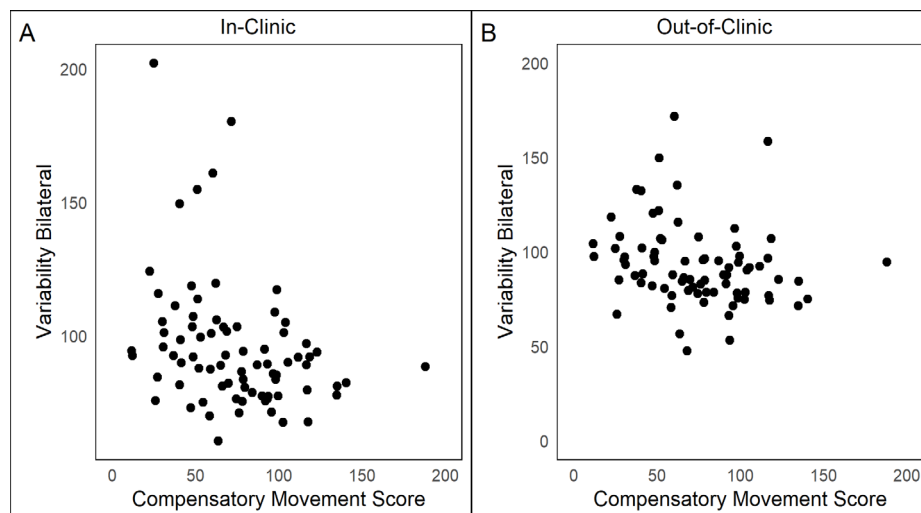 A
In-Clinic
Variability Bilateral
200
150
100
0 50 100 150 200
Compensatory Movement Score
B
Out-of-Clinic
Variability Bilateral
200
150
100
50
0
0 50 100 150 200
Compensatory Movement Score